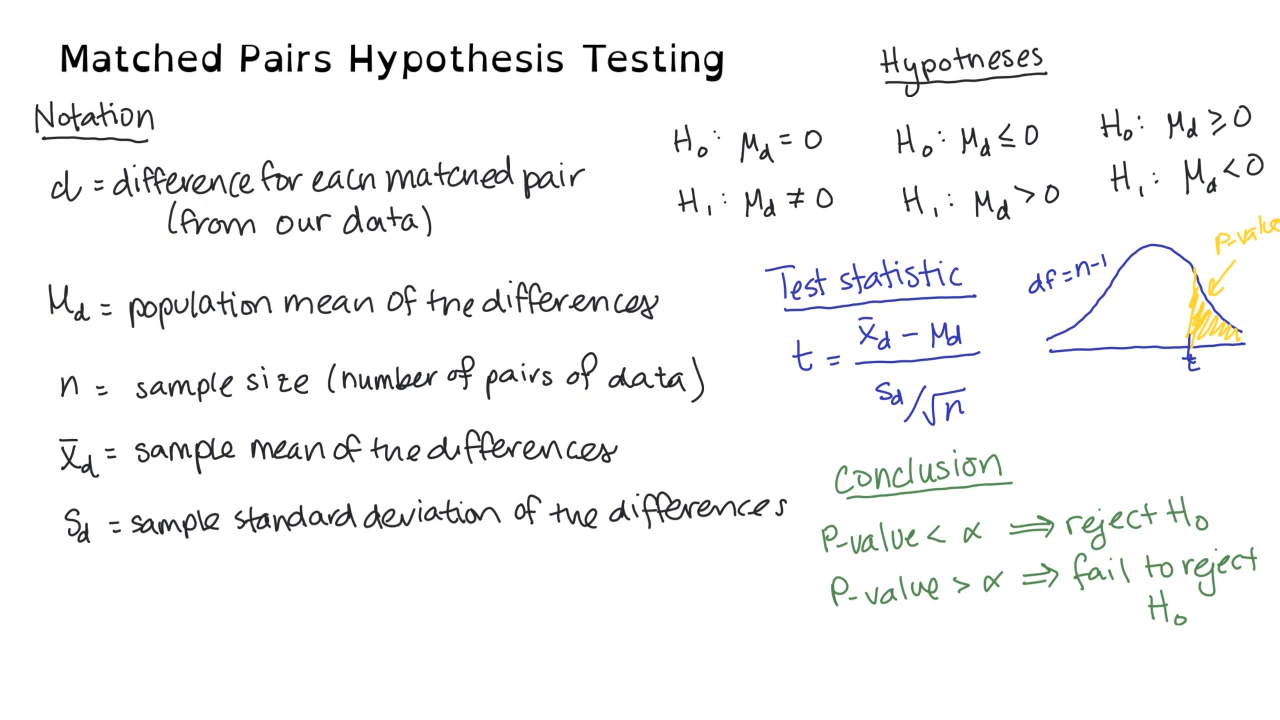 Matched Pairs Hypothesis Testing
Notation
d = difference for each matched pair
(from our data)
μd = population mean of the differences
n = sample size (number of pairs of data)
x̄d = sample mean of the differences
Sd = sample standard deviation of the differences
Hypotheses
H₀: μd = 0
H₁: μd ≠ 0
H₀: μd ≤ 0
H₁: μd > 0
H₀: μd ≥ 0
H₁: μd < 0
Test statistic
t = (x̄d − μd) / (sd/√n)
df = n-1
P-value
t
Conclusion
P-value < α ⟹ reject H₀
P-value > α ⟹ fail to reject
H₀